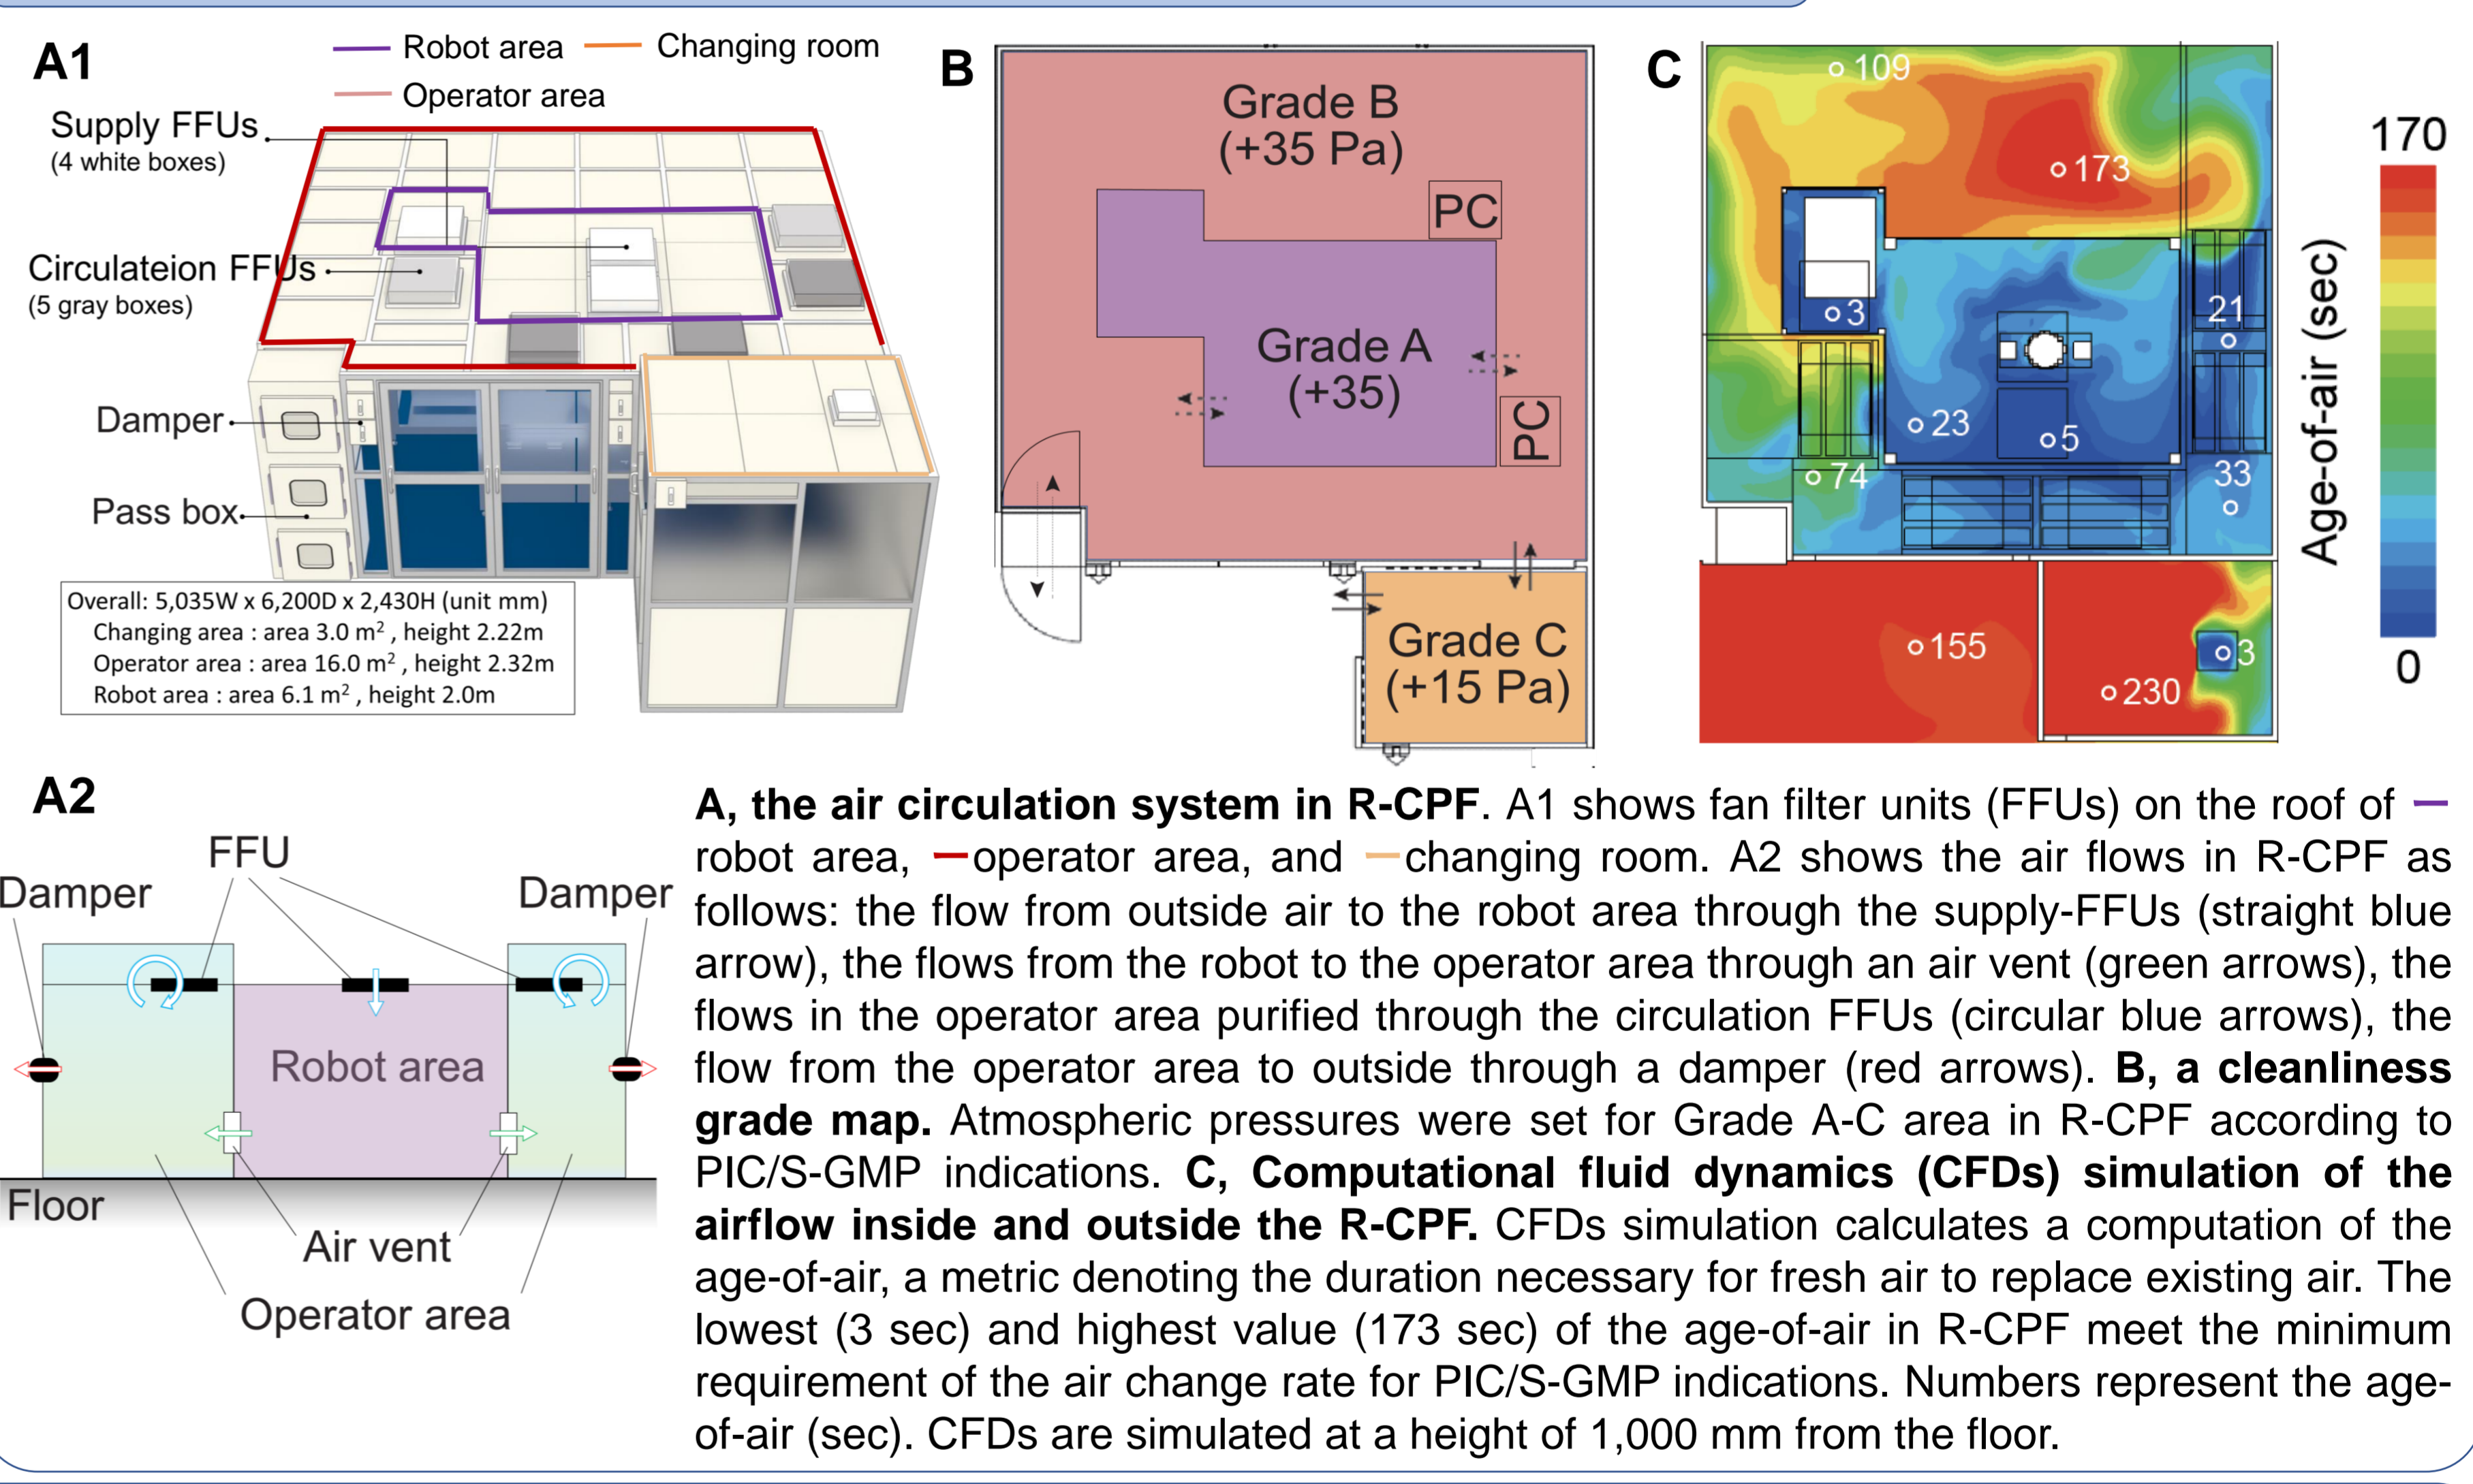 A1
Robot area
Changing room
Operator area
Supply FFUs
(4 white boxes)
Circulateion FFUs
(5 gray boxes)
Damper
Pass box
Overall: 5,035W x 6,200D x 2,430H (unit mm)
Changing area : area 3.0 m² , height 2.22m
Operator area : area 16.0 m² , height 2.32m
Robot area : area 6.1 m² , height 2.0m
B
Grade B
(+35 Pa)
PC
Grade A
(+35)
PC
Grade C
(+15 Pa)
C
109
173
3
21
23
5
74
33
155
3
230
170
Age-of-air (sec)
0
A2
FFU
Damper
Damper
Robot area
Floor
Air vent
Operator area
A, the air circulation system in R-CPF. A1 shows fan filter units (FFUs) on the roof of
robot area, operator area, and changing room. A2 shows the air flows in R-CPF as
follows: the flow from outside air to the robot area through the supply-FFUs (straight blue
arrow), the flows from the robot to the operator area through an air vent (green arrows), the
flows in the operator area purified through the circulation FFUs (circular blue arrows), the
flow from the operator area to outside through a damper (red arrows). B, a cleanliness
grade map. Atmospheric pressures were set for Grade A-C area in R-CPF according to
PIC/S-GMP indications. C, Computational fluid dynamics (CFDs) simulation of the
airflow inside and outside the R-CPF. CFDs simulation calculates a computation of the
age-of-air, a metric denoting the duration necessary for fresh air to replace existing air. The
lowest (3 sec) and highest value (173 sec) of the age-of-air in R-CPF meet the minimum
requirement of the air change rate for PIC/S-GMP indications. Numbers represent the age-
of-air (sec). CFDs are simulated at a height of 1,000 mm from the floor.